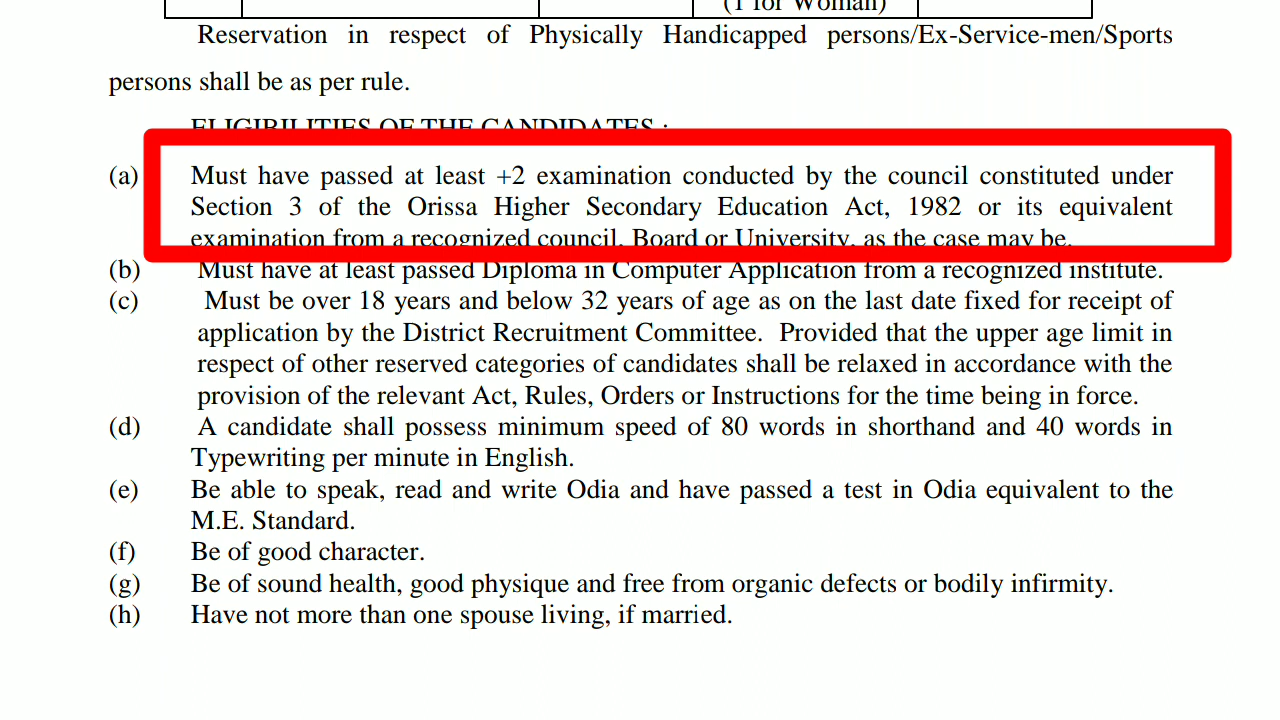 (1 for Woman)
Reservation in respect of Physically Handicapped persons/Ex-Service-men/Sports
persons shall be as per rule.
ELIGIBILITIES OF THE CANDIDATES :
(a) Must have passed at least +2 examination conducted by the council constituted under
Section 3 of the Orissa Higher Secondary Education Act, 1982 or its equivalent
examination from a recognized council, Board or University, as the case may be.
(b) Must have at least passed Diploma in Computer Application from a recognized institute.
(c) Must be over 18 years and below 32 years of age as on the last date fixed for receipt of
application by the District Recruitment Committee. Provided that the upper age limit in
respect of other reserved categories of candidates shall be relaxed in accordance with the
provision of the relevant Act, Rules, Orders or Instructions for the time being in force.
(d) A candidate shall possess minimum speed of 80 words in shorthand and 40 words in
Typewriting per minute in English.
(e) Be able to speak, read and write Odia and have passed a test in Odia equivalent to the
M.E. Standard.
(f) Be of good character.
(g) Be of sound health, good physique and free from organic defects or bodily infirmity.
(h) Have not more than one spouse living, if married.